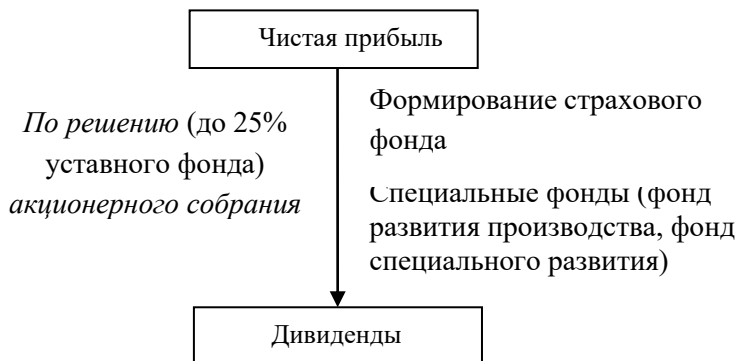 Чистая прибыль
По решению (до 25%
уставного фонда)
акционерного собрания
Формирование страхового
фонда
Специальные фонды (фонд
развития производства, фонд
специального развития)
Дивиденды